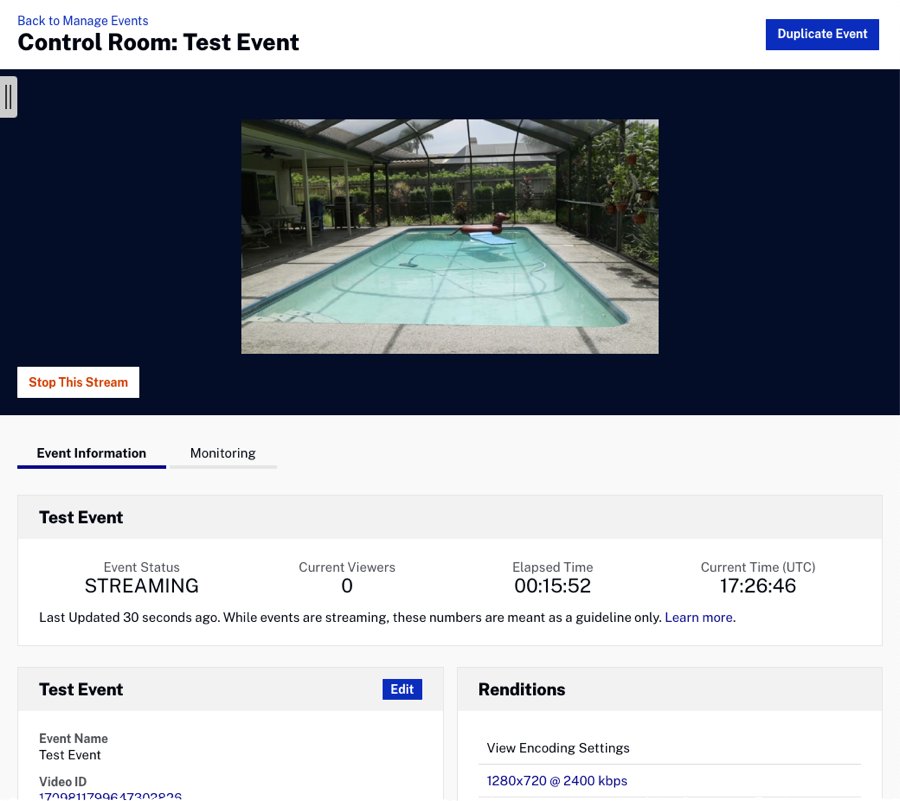 Back to Manage Events
Control Room: Test Event
Duplicate Event
Stop This Stream
Event Information
Monitoring
Test Event
Event Status
STREAMING
Current Viewers
0
Elapsed Time
00:15:52
Current Time (UTC)
17:26:46
Last Updated 30 seconds ago. While events are streaming, these numbers are meant as a guideline only. Learn more.
Test Event
Edit
Event Name
Test Event
Video ID
Renditions
View Encoding Settings
1280x720 @ 2400 kbps